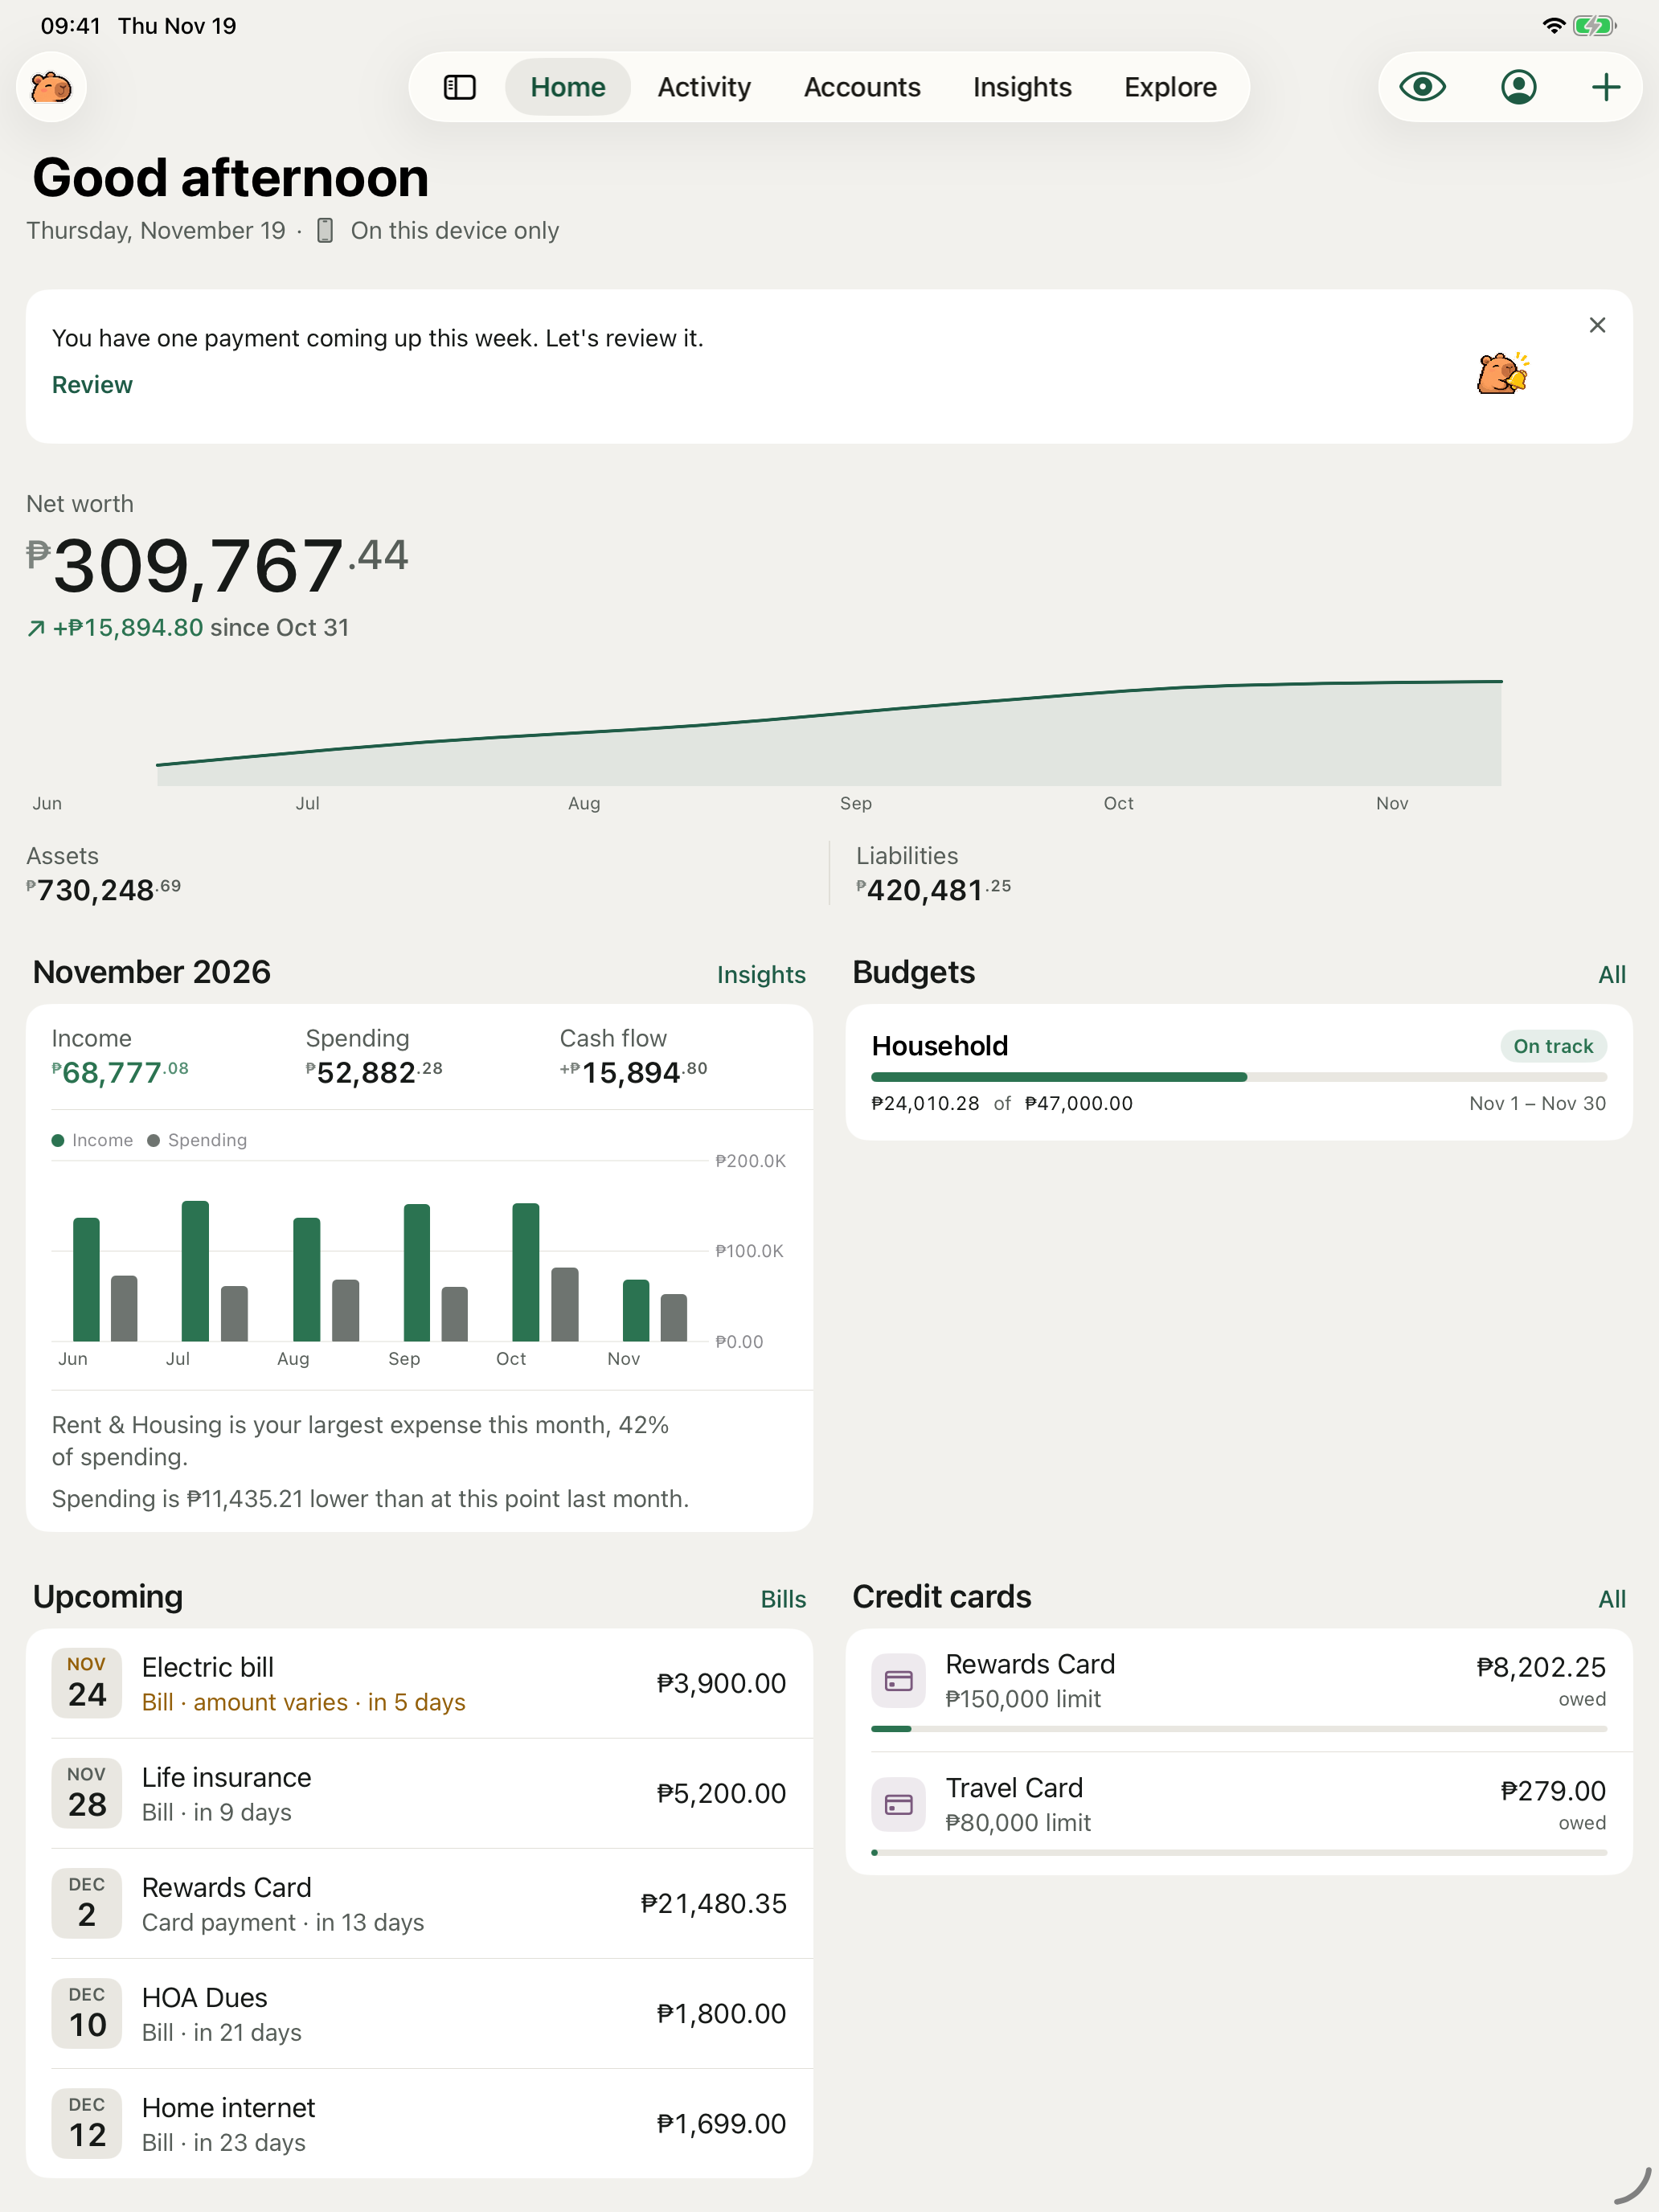 09:41 Thu Nov 19
Home Activity Accounts Insights Explore
Good afternoon
Thursday, November 19 · On this device only
You have one payment coming up this week. Let's review it.
Review
Net worth
₱309,767.44
+₱15,894.80 since Oct 31
Jun Jul Aug Sep Oct Nov
Assets
₱730,248.69
Liabilities
₱420,481.25
November 2026 Insights
Income Spending Cash flow
₱68,777.08 ₱52,882.28 +₱15,894.80
Income Spending
₱200.0K
₱100.0K
₱0.00
Jun Jul Aug Sep Oct Nov
Rent & Housing is your largest expense this month, 42%
of spending.
Spending is ₱11,435.21 lower than at this point last month.
Budgets All
Household On track
₱24,010.28 of ₱47,000.00 Nov 1 – Nov 30
Upcoming Bills
NOV
24
Electric bill
Bill · amount varies · in 5 days
₱3,900.00
NOV
28
Life insurance
Bill · in 9 days
₱5,200.00
DEC
2
Rewards Card
Card payment · in 13 days
₱21,480.35
DEC
10
HOA Dues
Bill · in 21 days
₱1,800.00
DEC
12
Home internet
Bill · in 23 days
₱1,699.00
Credit cards All
Rewards Card
₱150,000 limit
₱8,202.25
owed
Travel Card
₱80,000 limit
₱279.00
owed